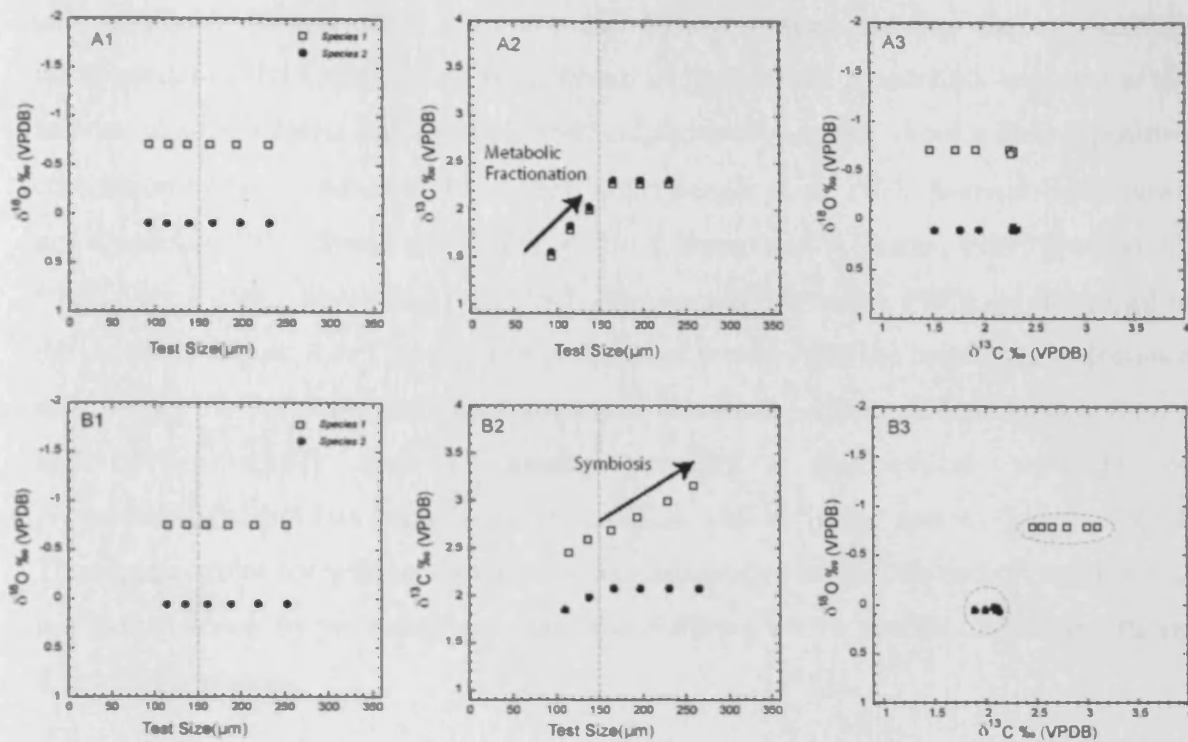 A1
Species 1
Species 2
-2
-1.5
-1
-0.5
0
0.5
1
δ18O ‰ (VPDB)
0 50 100 150 200 250 300 350
Test Size(μm)
A2
Metabolic
Fractionation
4
3.5
3
2.5
2
1.5
1
δ13C ‰ (VPDB)
0 50 100 150 200 250 300 350
Test Size(μm)
A3
-2
-1.5
-1
-0.5
0
0.5
1
δ18O ‰ (VPDB)
1 1.5 2 2.5 3 3.5 4
δ13C ‰ (VPDB)
B1
Species 1
Species 2
-2
-1.5
-1
-0.5
0
0.5
1
δ18O ‰ (VPDB)
0 50 100 150 200 250 300 350
Test Size(μm)
B2
Symbiosis
4
3.5
3
2.5
2
1.5
1
δ13C ‰ (VPDB)
0 50 100 150 200 250 300 350
Test Size(μm)
B3
-2
-1.5
-1
-0.5
0
0.5
1
δ18O ‰ (VPDB)
1 1.5 2 2.5 3 3.5 4
δ13C ‰ (VPDB)